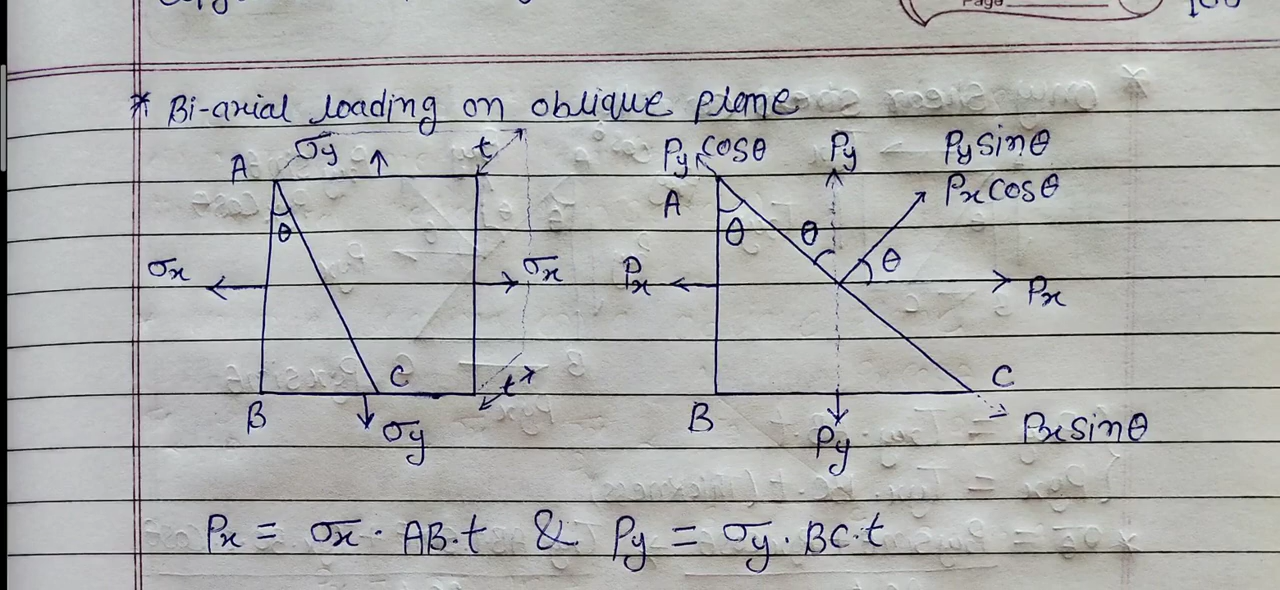 Page
* Bi-axial loading on oblique plane
σy t Py cosθ Py Py sinθ
A A Px cosθ
θ θ θ θ
σx σx Px Px
C C
t
B σy B Py Px sinθ
Px = σx · AB · t & Py = σy · BC · t